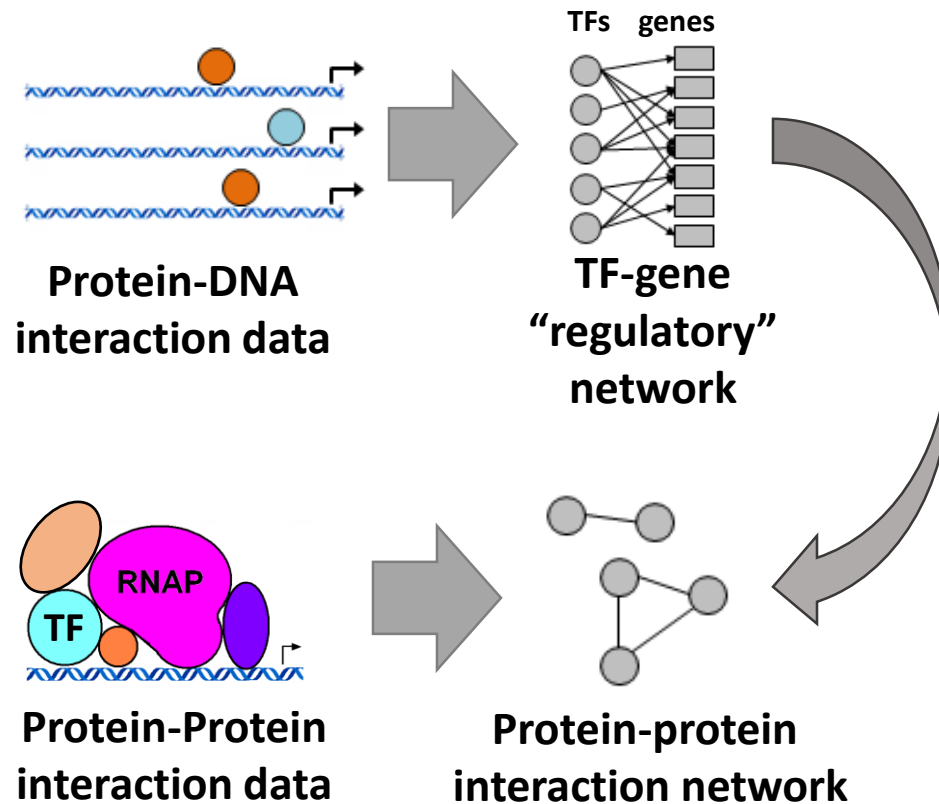 TFs genes
Protein-DNA
interaction data
TF-gene
“regulatory”
network
RNAP
TF
Protein-Protein
interaction data
Protein-protein
interaction network